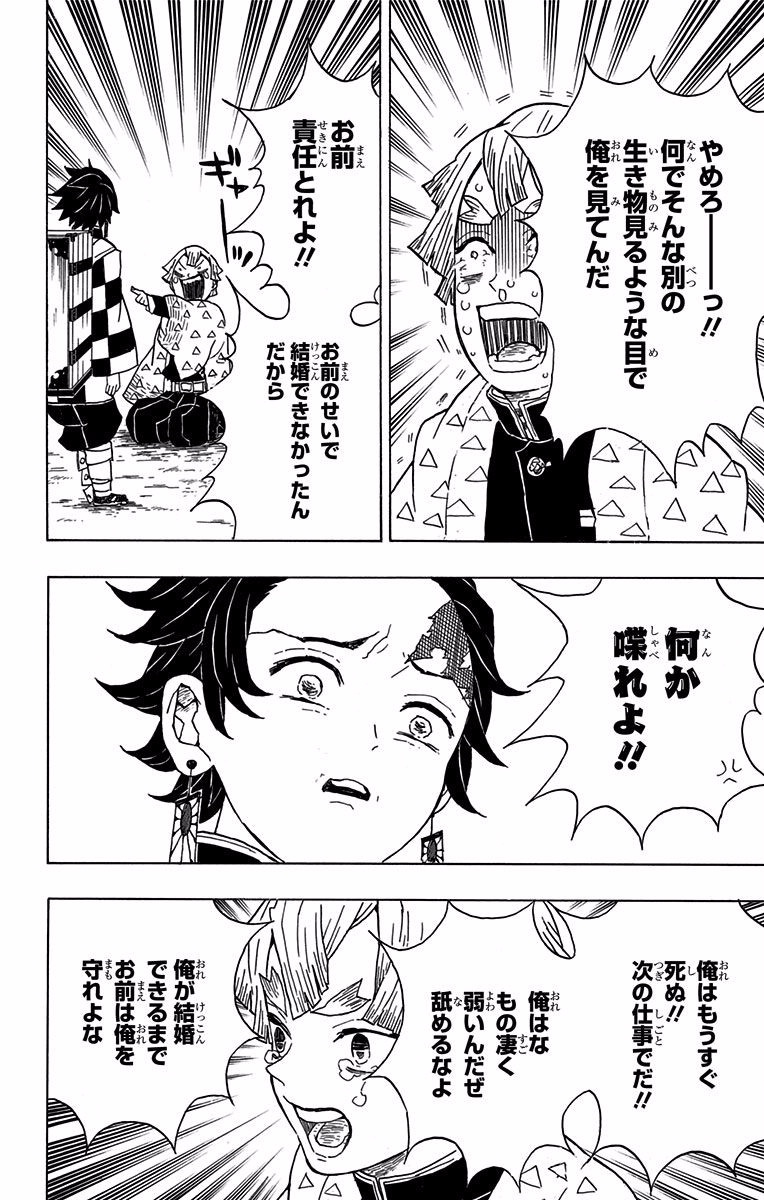 やめろ━━っ!!
何でそんな別の
生き物見るような目で
俺を見てんだ
お前
責任とれよ!!
ギャ
お前のせいで
結婚できなかったん
だから
何か
喋れよ!!
俺はもうすぐ
死ぬ!!
次の仕事でだ!!
俺はな
もの凄く
弱いんだぜ
舐めるなよ
俺が結婚
できるまで
お前は俺を
守れよな